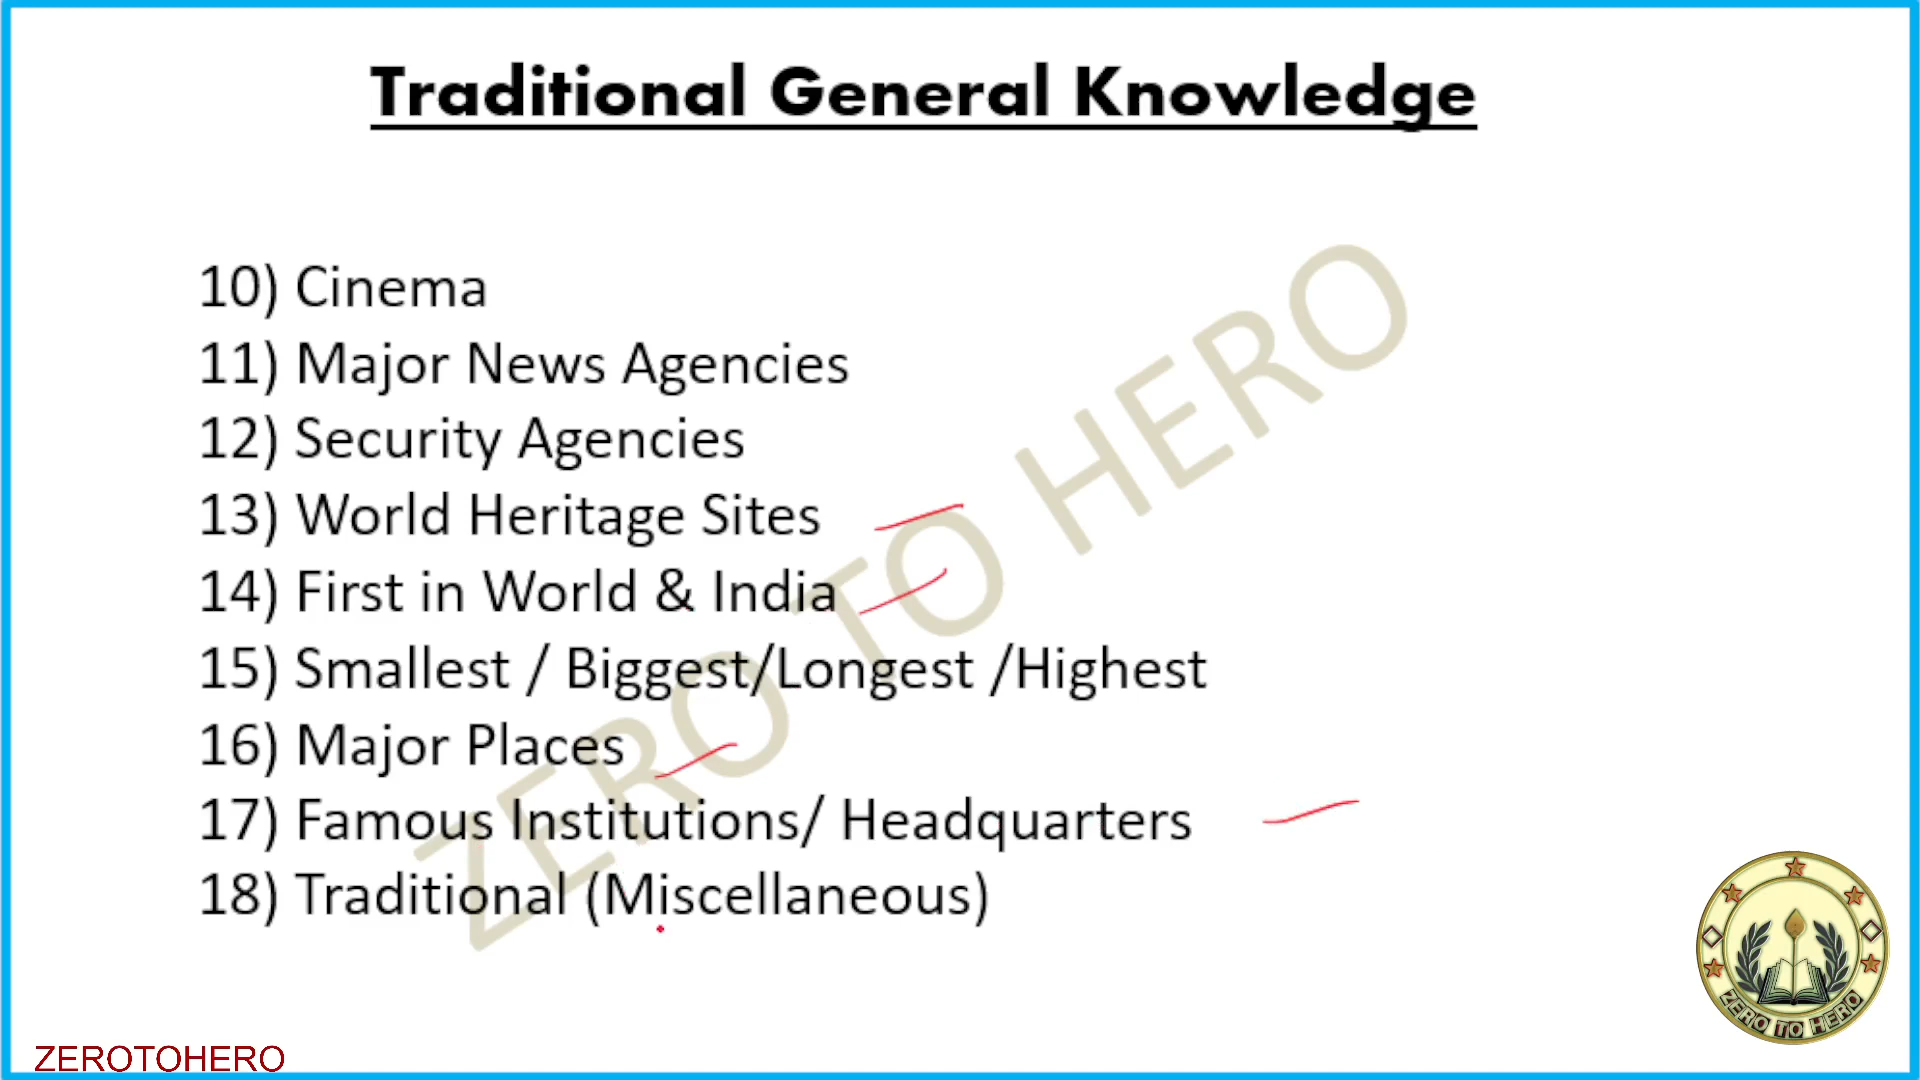 Traditional General Knowledge
10) Cinema
11) Major News Agencies
12) Security Agencies
13) World Heritage Sites
14) First in World & India
15) Smallest / Biggest/Longest /Highest
16) Major Places
17) Famous Institutions/ Headquarters
18) Traditional (Miscellaneous)
ZERO TO HERO
ZERO TO HERO
ZEROTOHERO